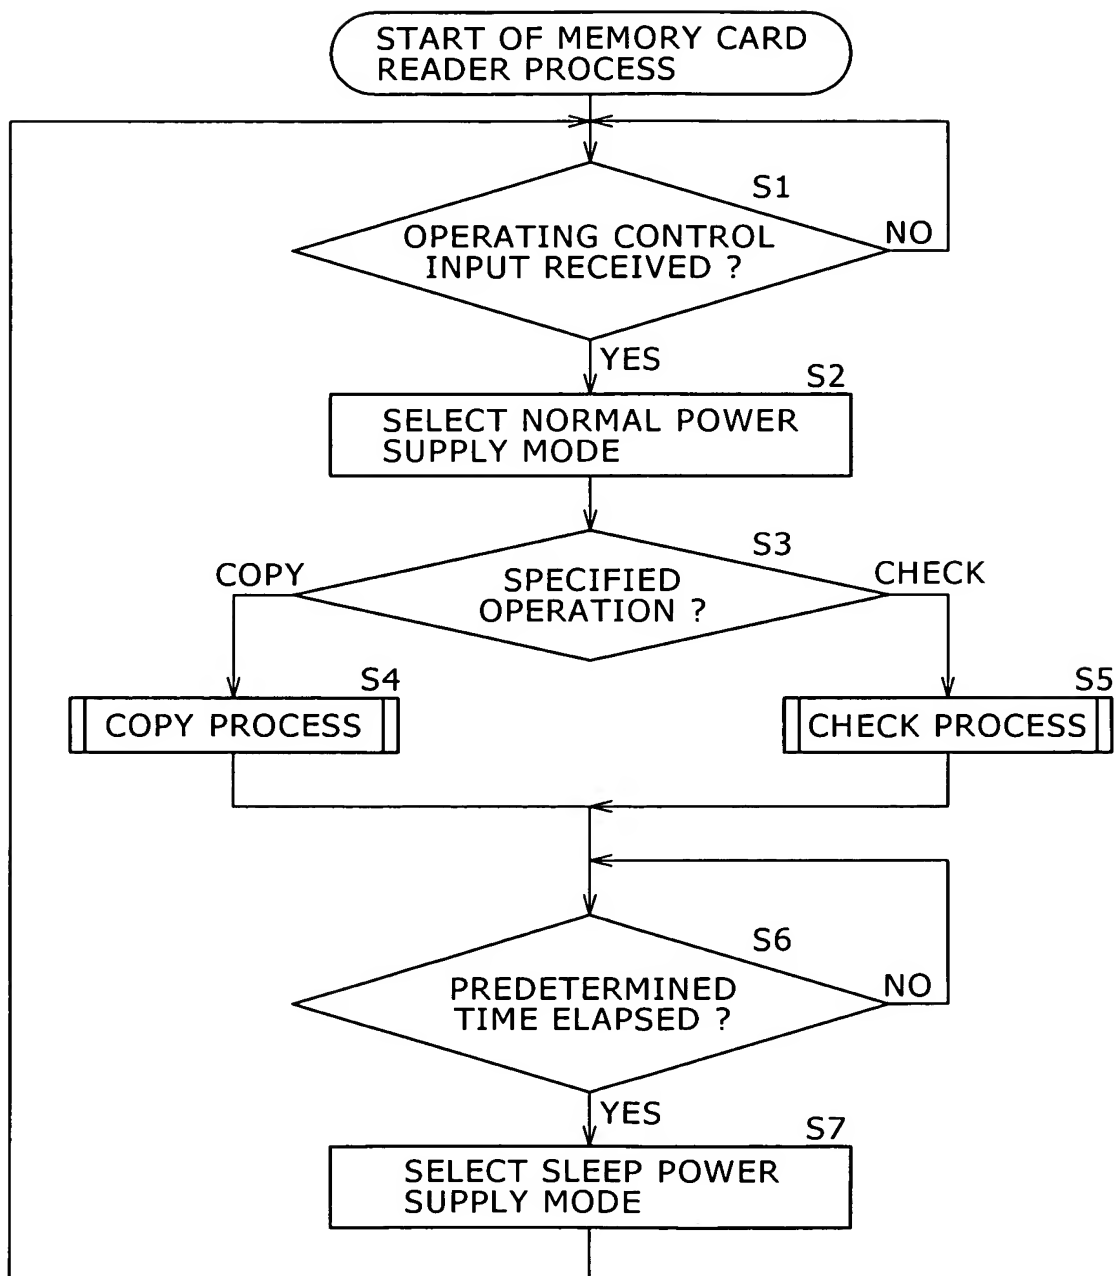 START OF MEMORY CARD
READER PROCESS
S1
OPERATING CONTROL
INPUT RECEIVED ?
NO
YES
S2
SELECT NORMAL POWER
SUPPLY MODE
S3
COPY
SPECIFIED
OPERATION ?
CHECK
S4
COPY PROCESS
S5
CHECK PROCESS
S6
PREDETERMINED
TIME ELAPSED ?
NO
YES
S7
SELECT SLEEP POWER
SUPPLY MODE